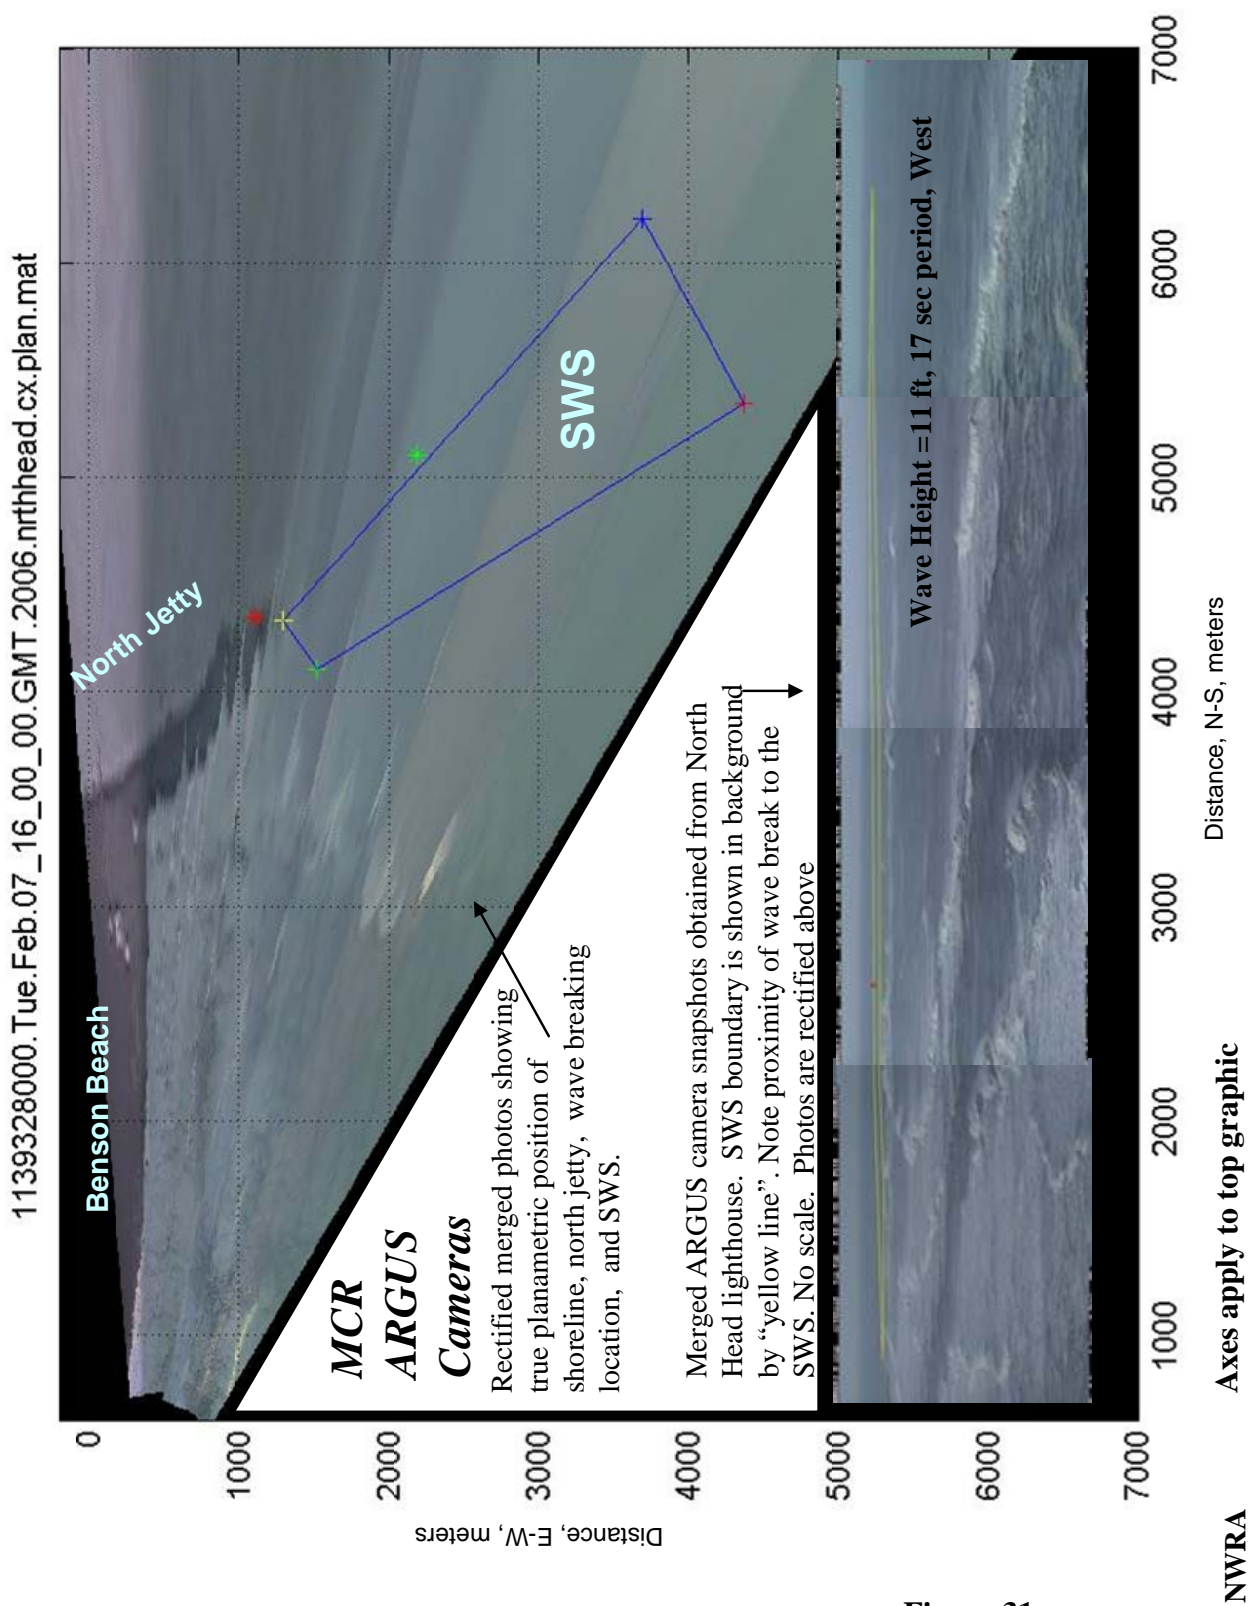 1139328000.Tue.Feb.07_16_00_00.GMT.2006.nrthhead.cx.plan.mat
Benson Beach
North Jetty
SWS
MCR
ARGUS
Cameras
Rectified merged photos showing
true planametric position of
shoreline, north jetty, wave breaking
location, and SWS.
Merged ARGUS camera snapshots obtained from North
Head lighthouse. SWS boundary is shown in background
by “yellow line”. Note proximity of wave break to the
SWS. No scale. Photos are rectified above
Wave Height =11 ft, 17 sec period, West
0
1000
2000
3000
4000
5000
6000
7000
Distance, E-W, meters
1000
2000
3000
4000
5000
6000
7000
Distance, N-S, meters
NWRA
Axes apply to top graphic